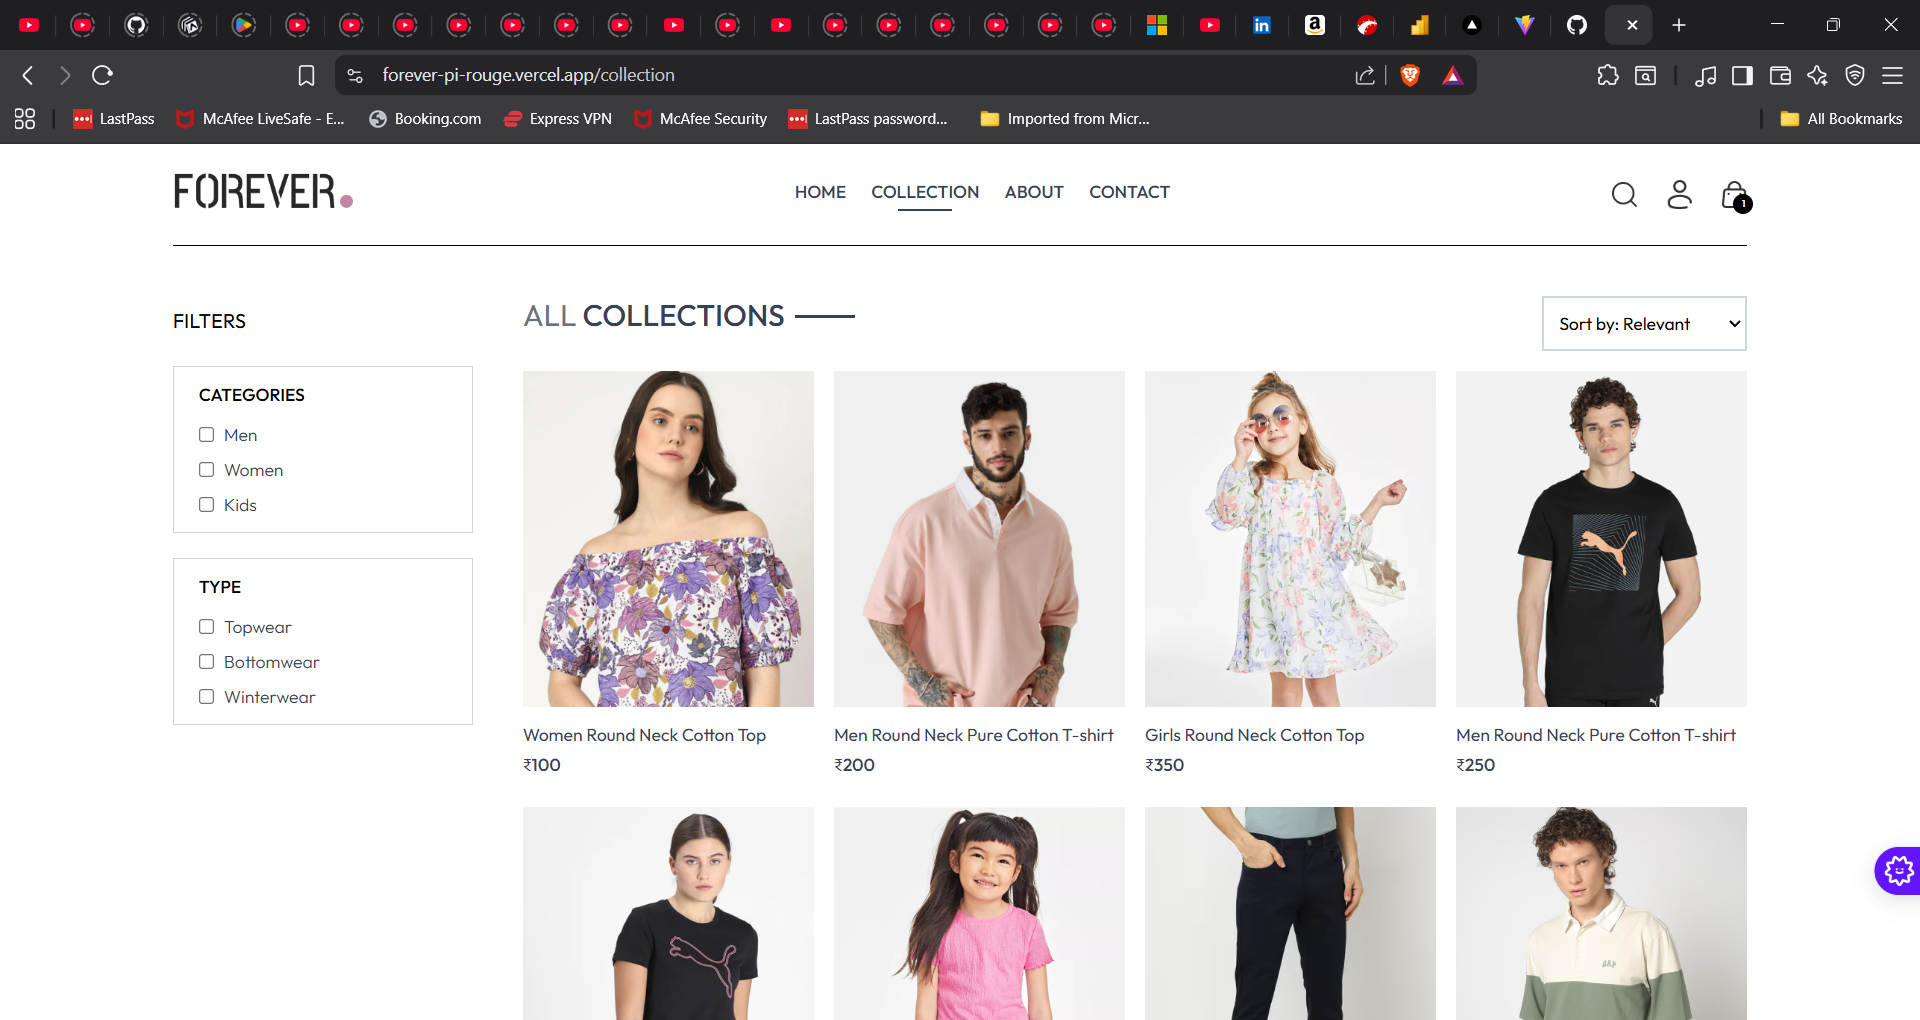 forever-pi-rouge.vercel.app/collection
LastPass
McAfee LiveSafe - E...
Booking.com
Express VPN
McAfee Security
LastPass password...
Imported from Micr...
All Bookmarks
FOREVER.
HOME
COLLECTION
ABOUT
CONTACT
1
FILTERS
CATEGORIES
Men
Women
Kids
TYPE
Topwear
Bottomwear
Winterwear
ALL COLLECTIONS
Sort by: Relevant
Women Round Neck Cotton Top
₹100
Men Round Neck Pure Cotton T-shirt
₹200
Girls Round Neck Cotton Top
₹350
Men Round Neck Pure Cotton T-shirt
₹250
GAP